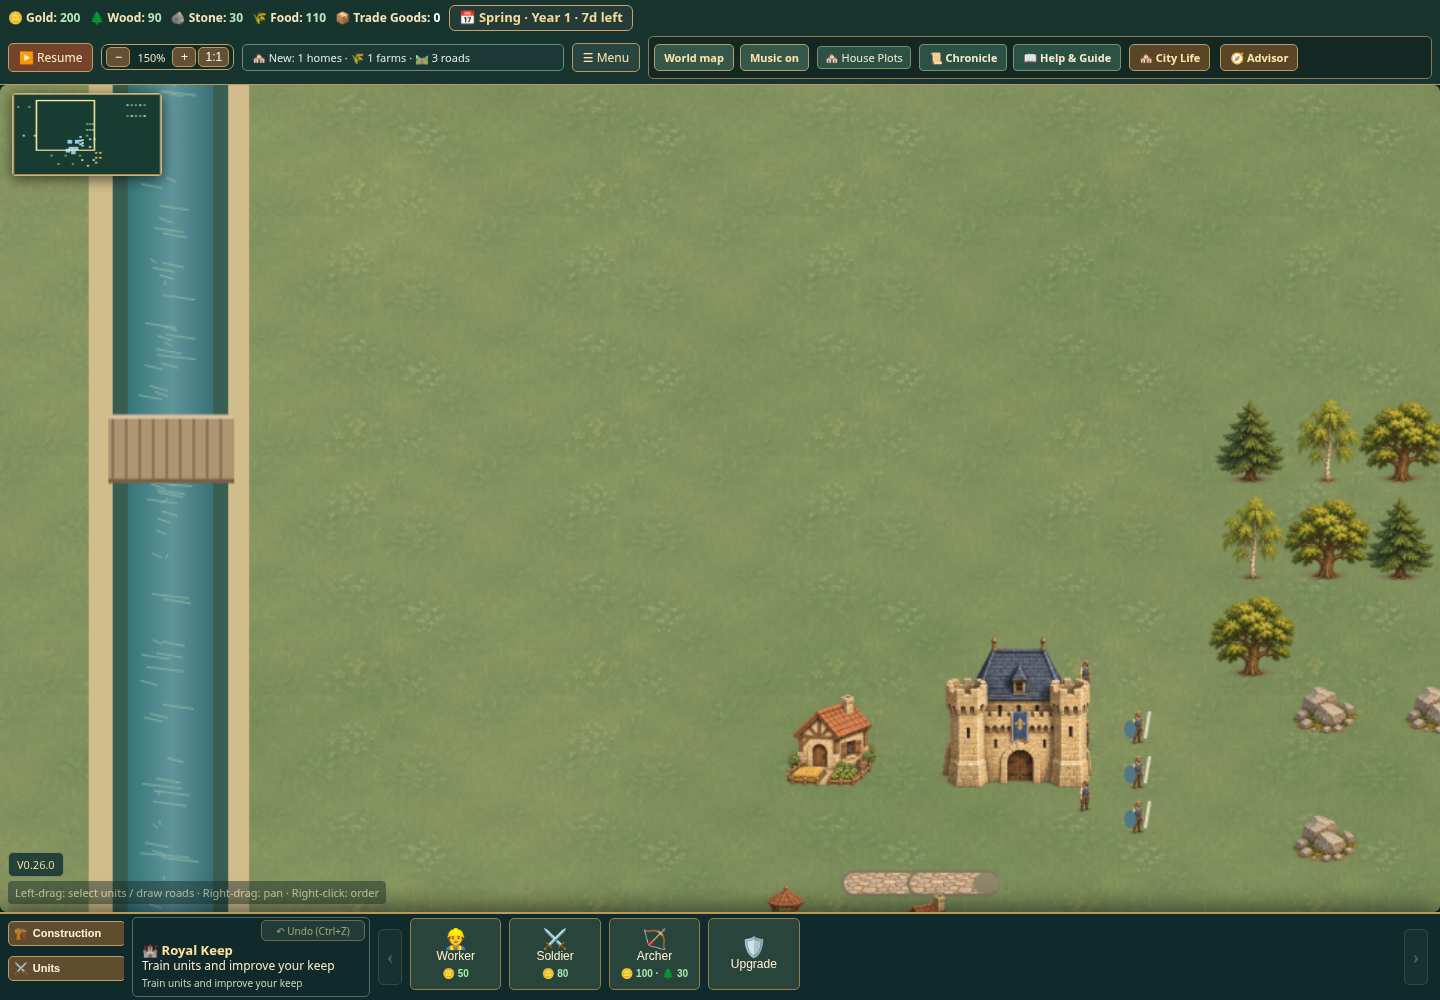 Gold: 200 Wood: 90 Stone: 30 Food: 110 Trade Goods: 0 Spring · Year 1 · 7d left
Resume − 150% + 1:1 New: 1 homes · 1 farms · 3 roads ☰ Menu World map Music on House Plots Chronicle Help & Guide City Life Advisor
V0.26.0
Left-drag: select units / draw roads · Right-drag: pan · Right-click: order
Construction
Units
↶ Undo (Ctrl+Z)
Royal Keep
Train units and improve your keep
Train units and improve your keep
‹
Worker
50
Soldier
80
Archer
100 · 30
Upgrade
›